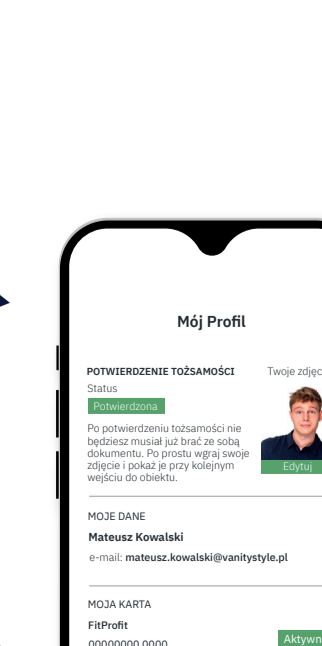 Mój Profil
POTWIERDZENIE TOŻSAMOŚCI
Twoje zdjęc
Status
Potwierdzona
Po potwierdzeniu tożsamości nie
będziesz musiał już brać ze sobą
dokumentu. Po prostu wgraj swoje
zdjęcie i pokaż je przy kolejnym
wejściu do obiektu.
Edytuj
MOJE DANE
Mateusz Kowalski
e-mail: mateusz.kowalski@vanitystyle.pl
MOJA KARTA
FitProfit
00000000 0000
Aktywn